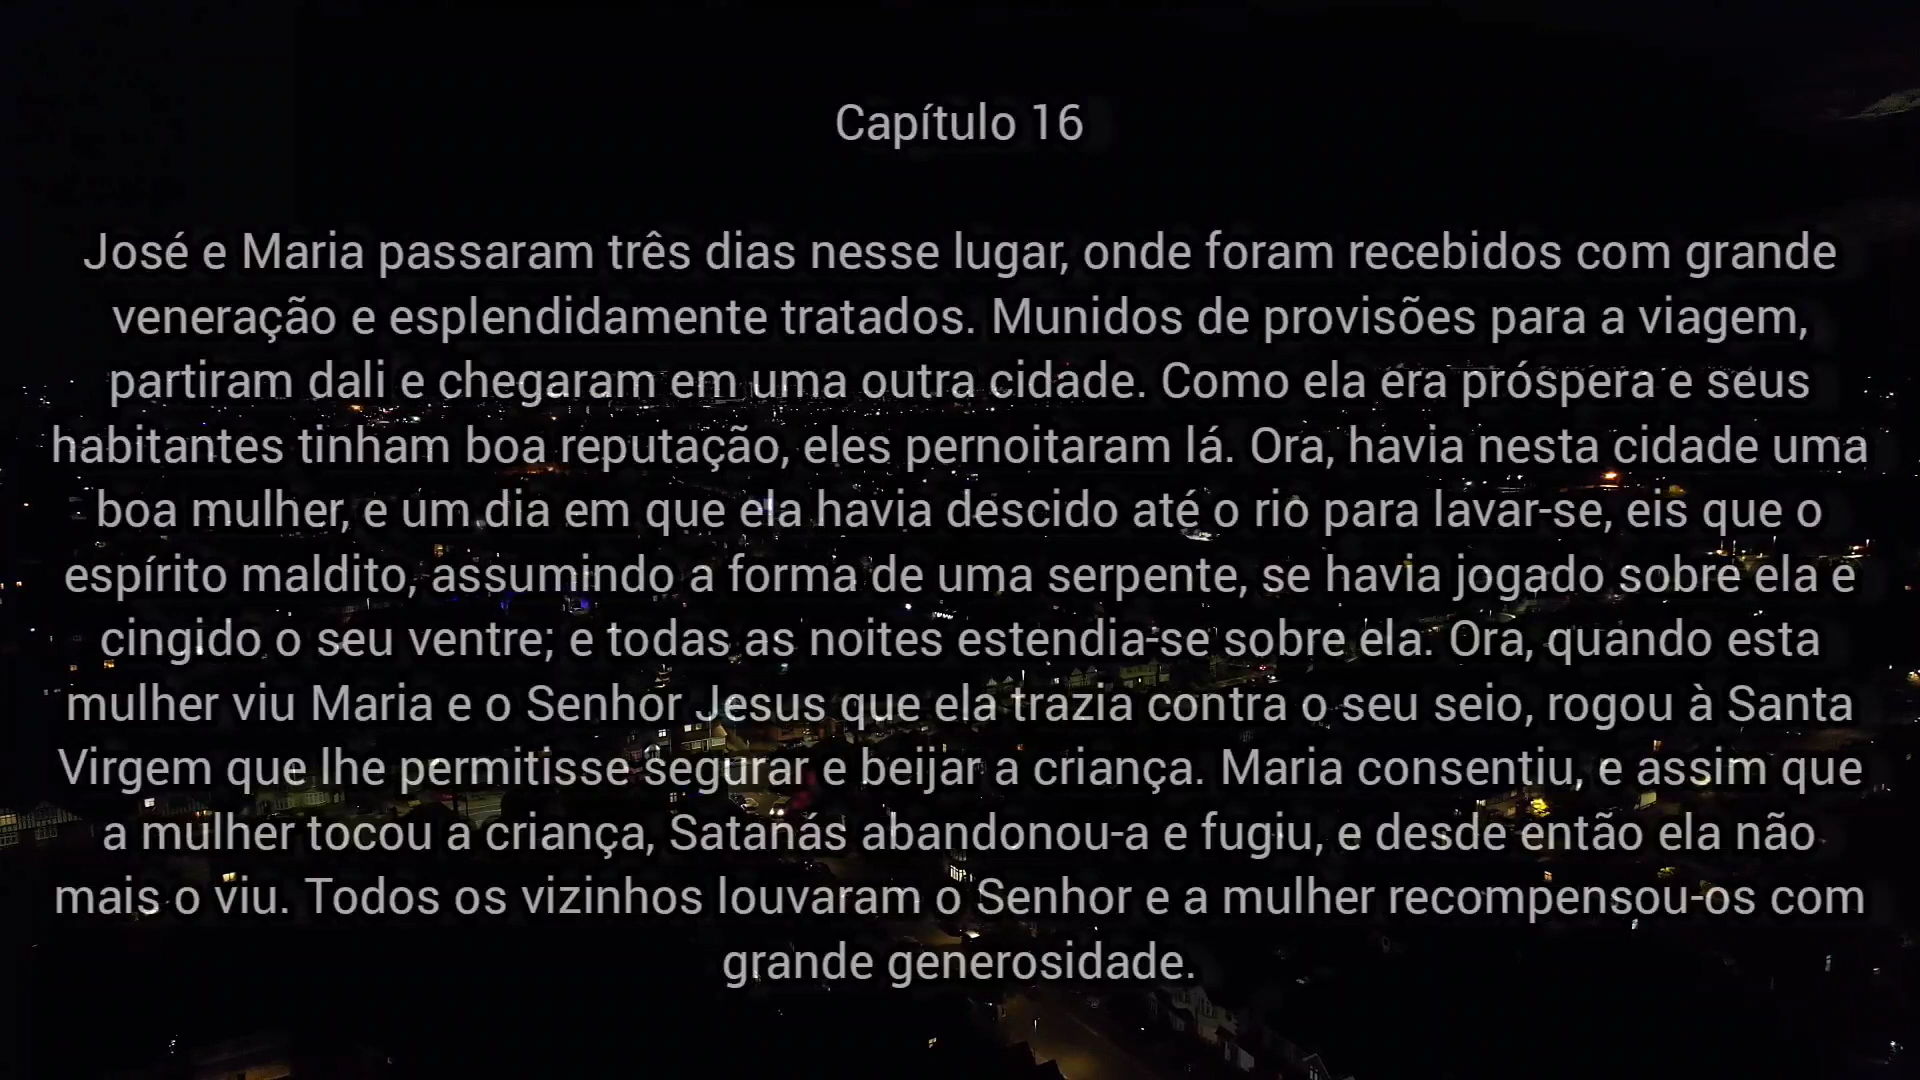 Capítulo 16
José e Maria passaram três dias nesse lugar, onde foram recebidos com grande
veneração e esplendidamente tratados. Munidos de provisões para a viagem,
partiram dali e chegaram em uma outra cidade. Como ela era próspera e seus
habitantes tinham boa reputação, eles pernoitaram lá. Ora, havia nesta cidade uma
boa mulher, e um dia em que ela havia descido até o rio para lavar-se, eis que o
espírito maldito, assumindo a forma de uma serpente, se havia jogado sobre ela e
cingido o seu ventre; e todas as noites estendia-se sobre ela. Ora, quando esta
mulher viu Maria e o Senhor Jesus que ela trazia contra o seu seio, rogou à Santa
Virgem que lhe permitisse segurar e beijar a criança. Maria consentiu, e assim que
a mulher tocou a criança, Satanás abandonou-a e fugiu, e desde então ela não
mais o viu. Todos os vizinhos louvaram o Senhor e a mulher recompensou-os com
grande generosidade.